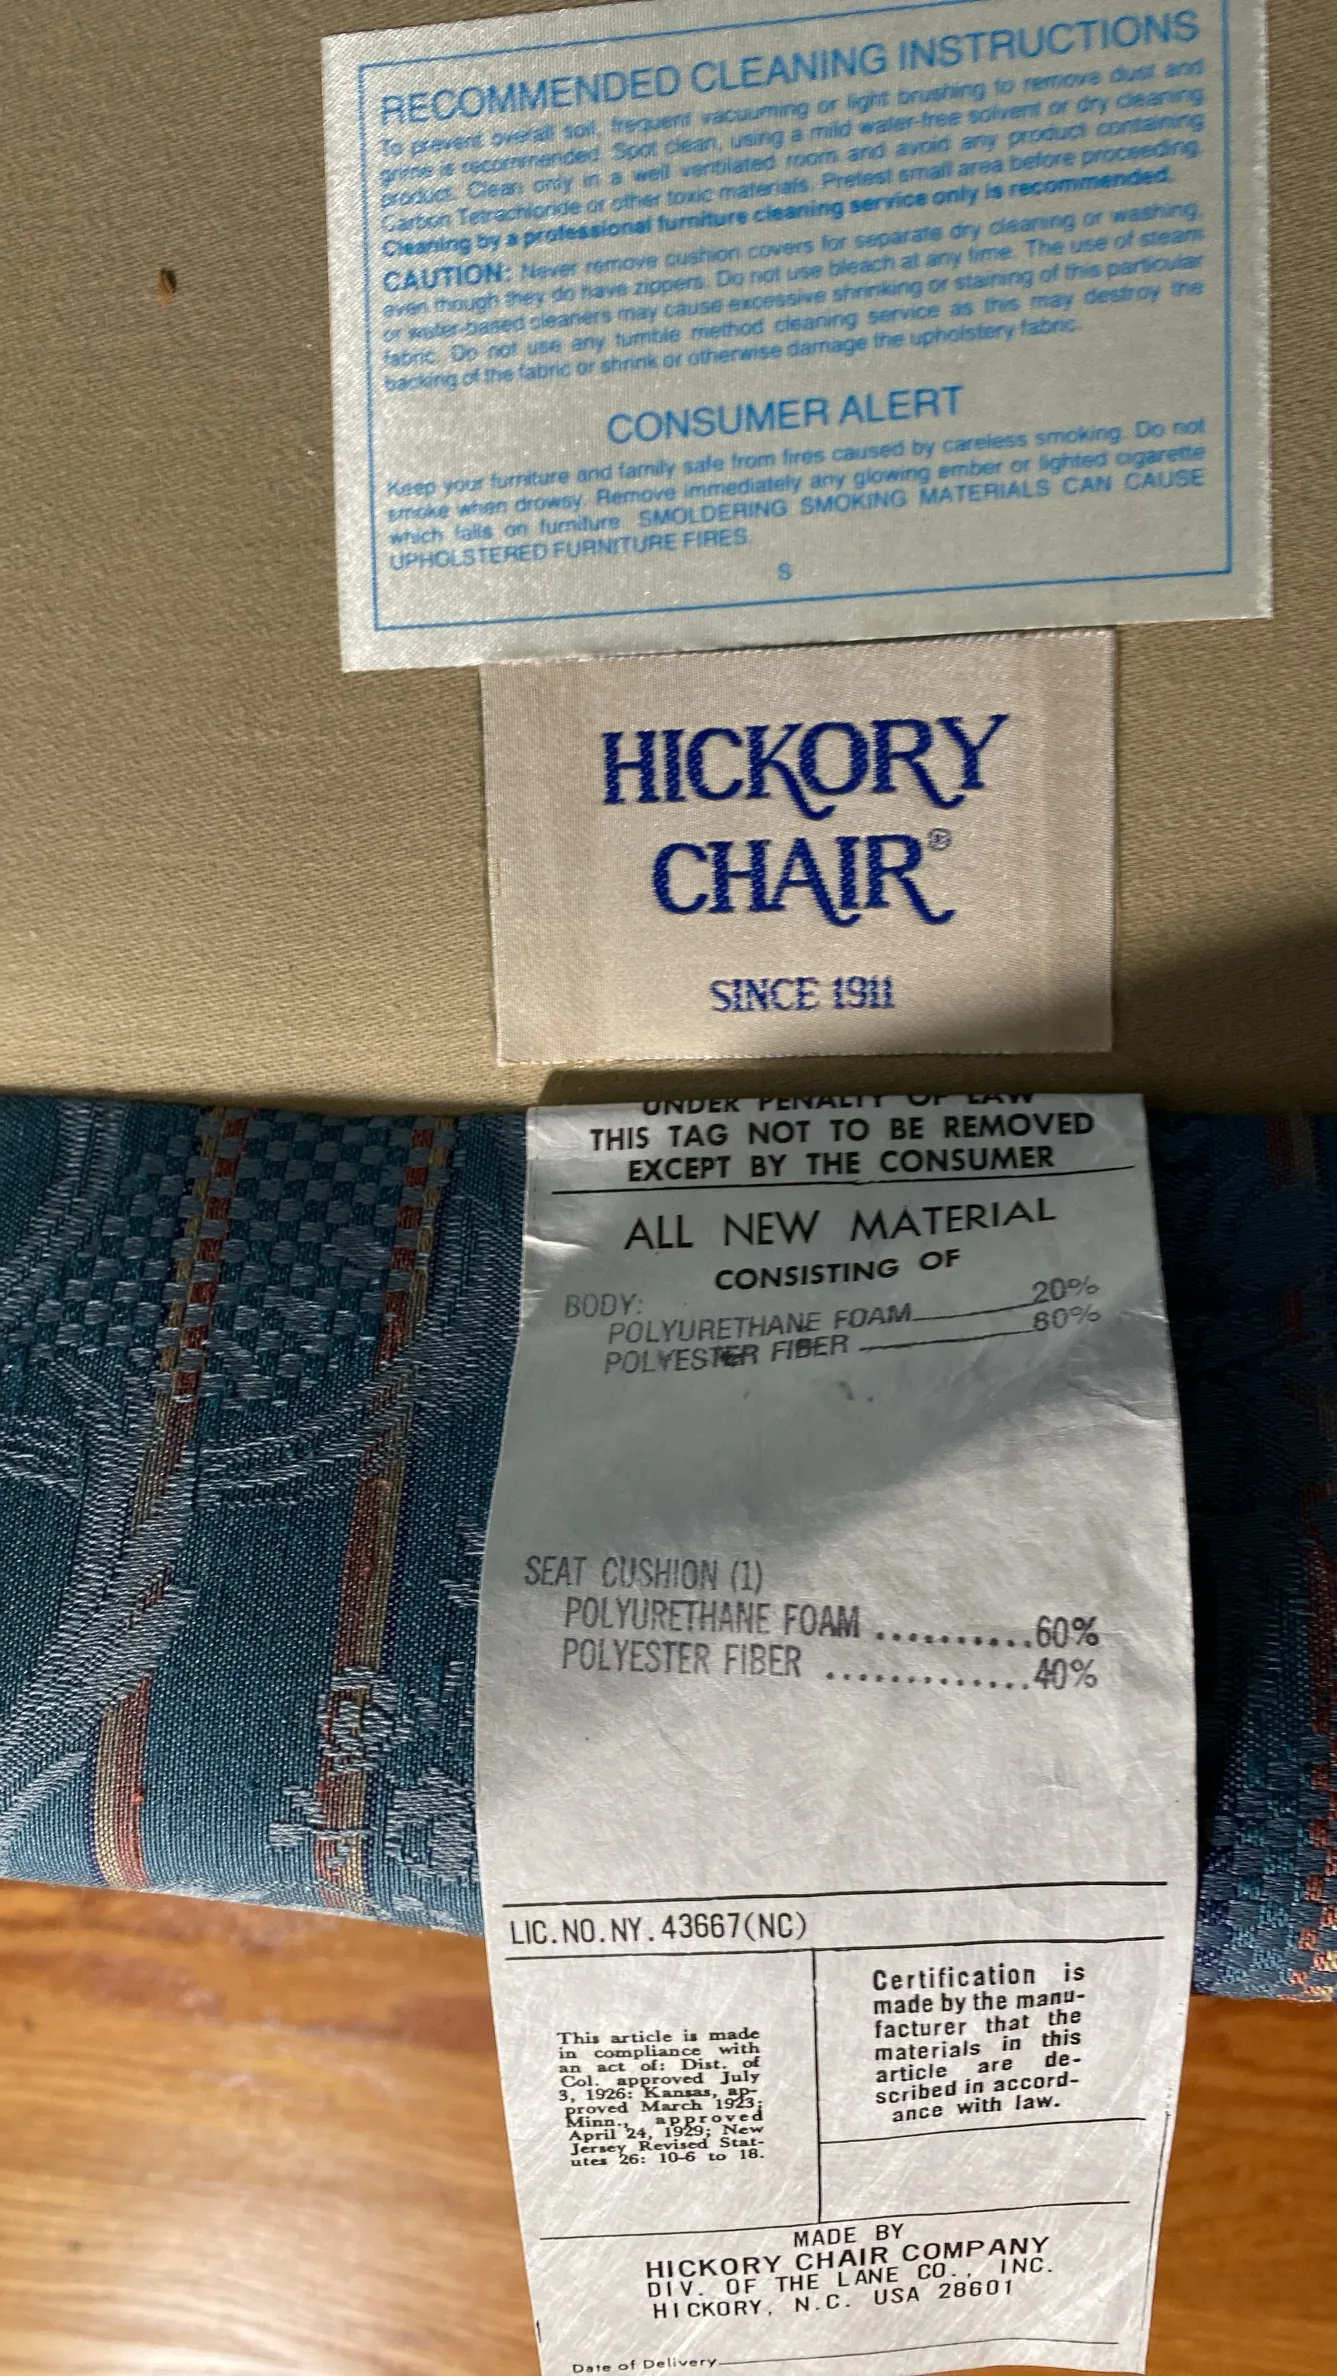 RECOMMENDED CLEANING INSTRUCTIONS
To prevent overall soil, frequent vacuuming or light brushing to remove dust and
grime is recommended. Spot clean, using a mild water-free solvent or dry cleaning
product. Clean only in a well ventilated room and avoid any product containing
Carbon Tetrachloride or other toxic materials. Pretest small area before proceeding.
Cleaning by a professional furniture cleaning service only is recommended.
CAUTION: Never remove cushion covers for separate dry cleaning or washing,
even though they do have zippers. Do not use bleach at any time. The use of steam
or water-based cleaners may cause excessive shrinking or staining of this particular
fabric. Do not use any tumble method cleaning service as this may destroy the
backing of the fabric or shrink or otherwise damage the upholstery fabric.
CONSUMER ALERT
Keep your furniture and family safe from fires caused by careless smoking. Do not
smoke when drowsy. Remove immediately any glowing ember or lighted cigarette
which falls on furniture. SMOLDERING SMOKING MATERIALS CAN CAUSE
UPHOLSTERED FURNITURE FIRES.
S
HICKORY
CHAIR®
SINCE 1911
UNDER PENALTY OF LAW
THIS TAG NOT TO BE REMOVED
EXCEPT BY THE CONSUMER
ALL NEW MATERIAL
CONSISTING OF
BODY:
POLYURETHANE FOAM 20%
POLYESTER FIBER 80%
SEAT CUSHION (1)
POLYURETHANE FOAM ..........60%
POLYESTER FIBER .............40%
LIC.NO.NY.43667(NC)
This article is made
in compliance with
an act of: Dist. of
Col. approved July
3, 1926: Kansas, ap-
proved March 1923;
Minn., approved
April 24, 1929; New
Jersey Revised Stat-
utes 26: 10-6 to 18.
Certification is
made by the manu-
facturer that the
materials in this
article are de-
scribed in accord-
ance with law.
MADE BY
HICKORY CHAIR COMPANY
DIV. OF THE LANE CO., INC.
HICKORY, N.C. USA 28601
Date of Delivery